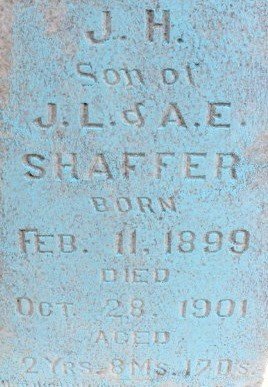 J. H.
Son of
J. L. & A. E.
SHAFFER
BORN
FEB. 11, 1899
DIED
OCT. 28, 1901
AGED
2 YRS. 8 MS. 17 DS.